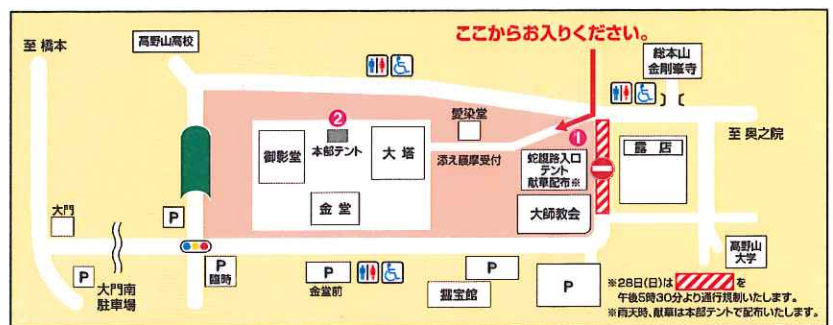 ここからお入りください。
至 橋本
高野山高校
総本山
金剛峯寺
至 奥之院
②
愛染堂
①
御影堂
本部テント
大 塔
添え護摩受付
蛇腹路入口
テント
献草配布※
露 店
金 堂
大師教会
大門
P
P
大門南
駐車場
P
臨時
P
金堂前
霊宝館
P
P
高野山
大学
※28日(日)は を
午後5時30分より通行規制いたします。
※雨天時、献草は本部テントで配布いたします。